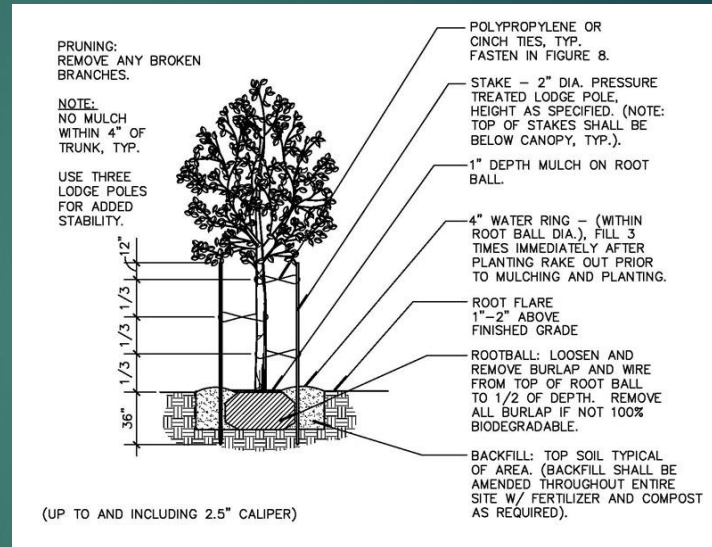 PRUNING:
REMOVE ANY BROKEN
BRANCHES.
NOTE:
NO MULCH
WITHIN 4" OF
TRUNK, TYP.
USE THREE
LODGE POLES
FOR ADDED
STABILITY.
12"
1/3
1/3
1/3
36"
(UP TO AND INCLUDING 2.5" CALIPER)
POLYPROPYLENE OR
CINCH TIES, TYP.
FASTEN IN FIGURE 8.
STAKE – 2" DIA. PRESSURE
TREATED LODGE POLE,
HEIGHT AS SPECIFIED. (NOTE:
TOP OF STAKES SHALL BE
BELOW CANOPY, TYP.).
1" DEPTH MULCH ON ROOT
BALL.
4" WATER RING – (WITHIN
ROOT BALL DIA.), FILL 3
TIMES IMMEDIATELY AFTER
PLANTING RAKE OUT PRIOR
TO MULCHING AND PLANTING.
ROOT FLARE
1"–2" ABOVE
FINISHED GRADE
ROOTBALL: LOOSEN AND
REMOVE BURLAP AND WIRE
FROM TOP OF ROOT BALL
TO 1/2 OF DEPTH. REMOVE
ALL BURLAP IF NOT 100%
BIODEGRADABLE.
BACKFILL: TOP SOIL TYPICAL
OF AREA. (BACKFILL SHALL BE
AMENDED THROUGHOUT ENTIRE
SITE W/ FERTILIZER AND COMPOST
AS REQUIRED).